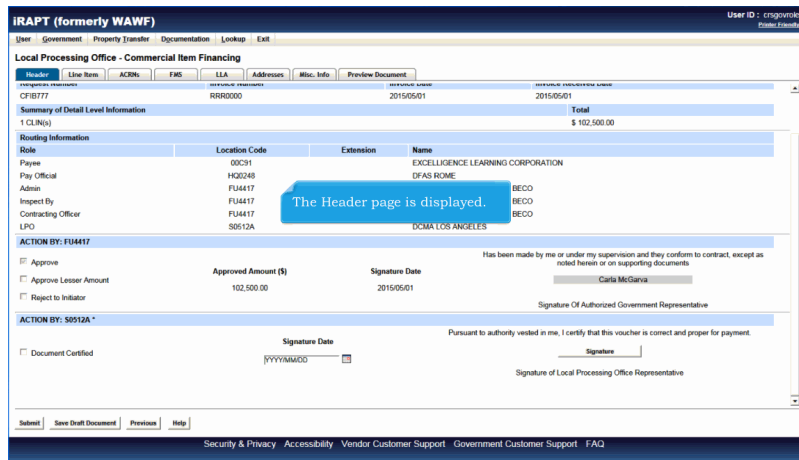 iRAPT (formerly WAWF)
User ID : crsgovrole
Printer Friendly
User Government Property Transfer Documentation Lookup Exit
Local Processing Office - Commercial Item Financing
Header Line Item ACRNs FMS LLA Addresses Misc. Info Preview Document
Request Number Invoice Number Invoice Date Invoice Received Date
CFIB777 RRR0000 2015/05/01 2015/05/01
Summary of Detail Level Information Total
1 CLIN(s) $ 102,500.00
Routing Information
Role Location Code Extension Name
Payee 00C91 EXCELLIGENCE LEARNING CORPORATION
Pay Official HQ0248 DFAS ROME
Admin FU4417 BECO
Inspect By FU4417 BECO
Contracting Officer FU4417 BECO
LPO S0512A DCMA LOS ANGELES
The Header page is displayed.
ACTION BY: FU4417
Has been made by me or under my supervision and they conform to contract, except as noted herein or on supporting documents
Approve
Approve Lesser Amount
Reject to Initiator
Approved Amount ($) Signature Date
102,500.00 2015/05/01
Carla McGarva
Signature Of Authorized Government Representative
ACTION BY: S0512A *
Pursuant to authority vested in me, I certify that this voucher is correct and proper for payment.
Document Certified
Signature Date
YYYY/MM/DD
Signature
Signature of Local Processing Office Representative
Submit Save Draft Document Previous Help
Security & Privacy Accessibility Vendor Customer Support Government Customer Support FAQ